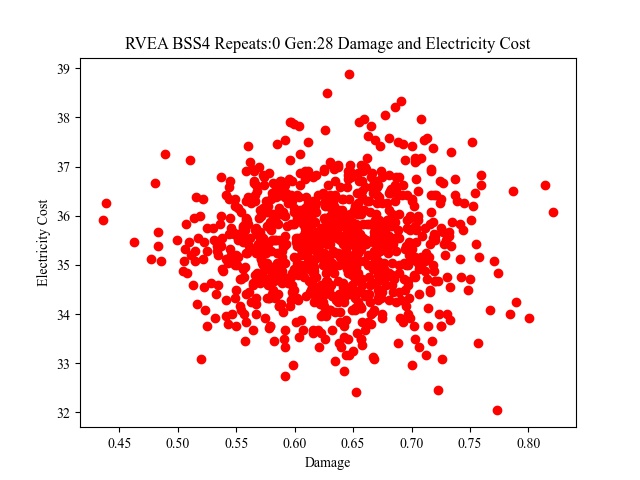 RVEA BSS4 Repeats:0 Gen:28 Damage and Electricity Cost
39
38
37
36
35
34
33
32
Electricity Cost
0.45 0.50 0.55 0.60 0.65 0.70 0.75 0.80
Damage